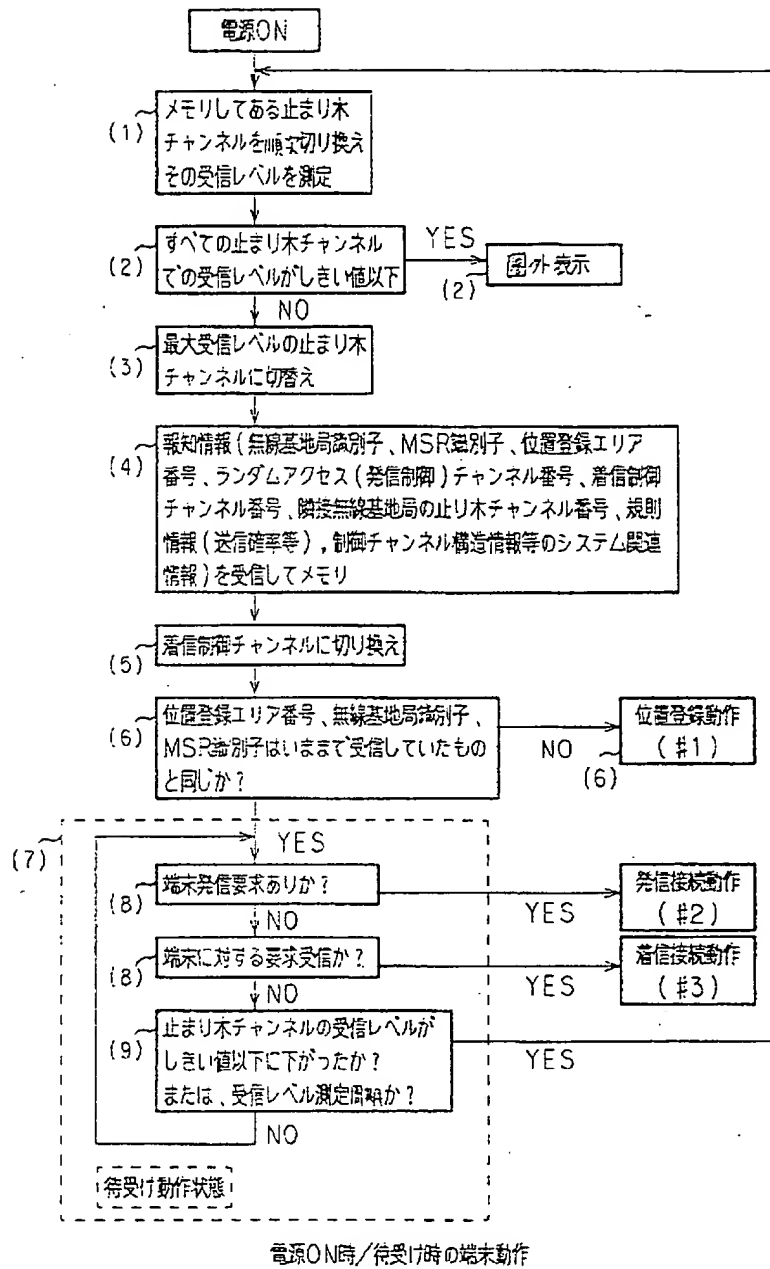 電源ON
(1)
メモリしてある止まり木
チャンネルを順次切り換え
その受信レベルを測定
(2)
すべての止まり木チャンネル
での受信レベルがしきい値以下
YES
(2)
圏外表示
NO
(3)
最大受信レベルの止まり木
チャンネルに切替え
(4)
報知情報(無線基地局識別子、MSR識別子、位置登録エリア
番号、ランダムアクセス(発信制御)チャンネル番号、着信制御
チャンネル番号、隣接無線基地局の止り木チャンネル番号、規則
情報(送信確率等),制御チャンネル構造情報等のシステム関連
情報)を受信してメモリ
(5)
着信制御チャンネルに切り換え
(6)
位置登録エリア番号、無線基地局識別子、
MSR識別子はいままで受信していたもの
と同じか?
NO
(6)
位置登録動作
(#1)
(7)
YES
(8)
端末発信要求ありか?
YES
発信接続動作
(#2)
NO
(8)
端末に対する要求受信か?
YES
着信接続動作
(#3)
NO
(9)
止まり木チャンネルの受信レベルが
しきい値以下に下がったか?
または、受信レベル測定周期か?
YES
NO
待受け動作状態
電源ON時/待受け時の端末動作